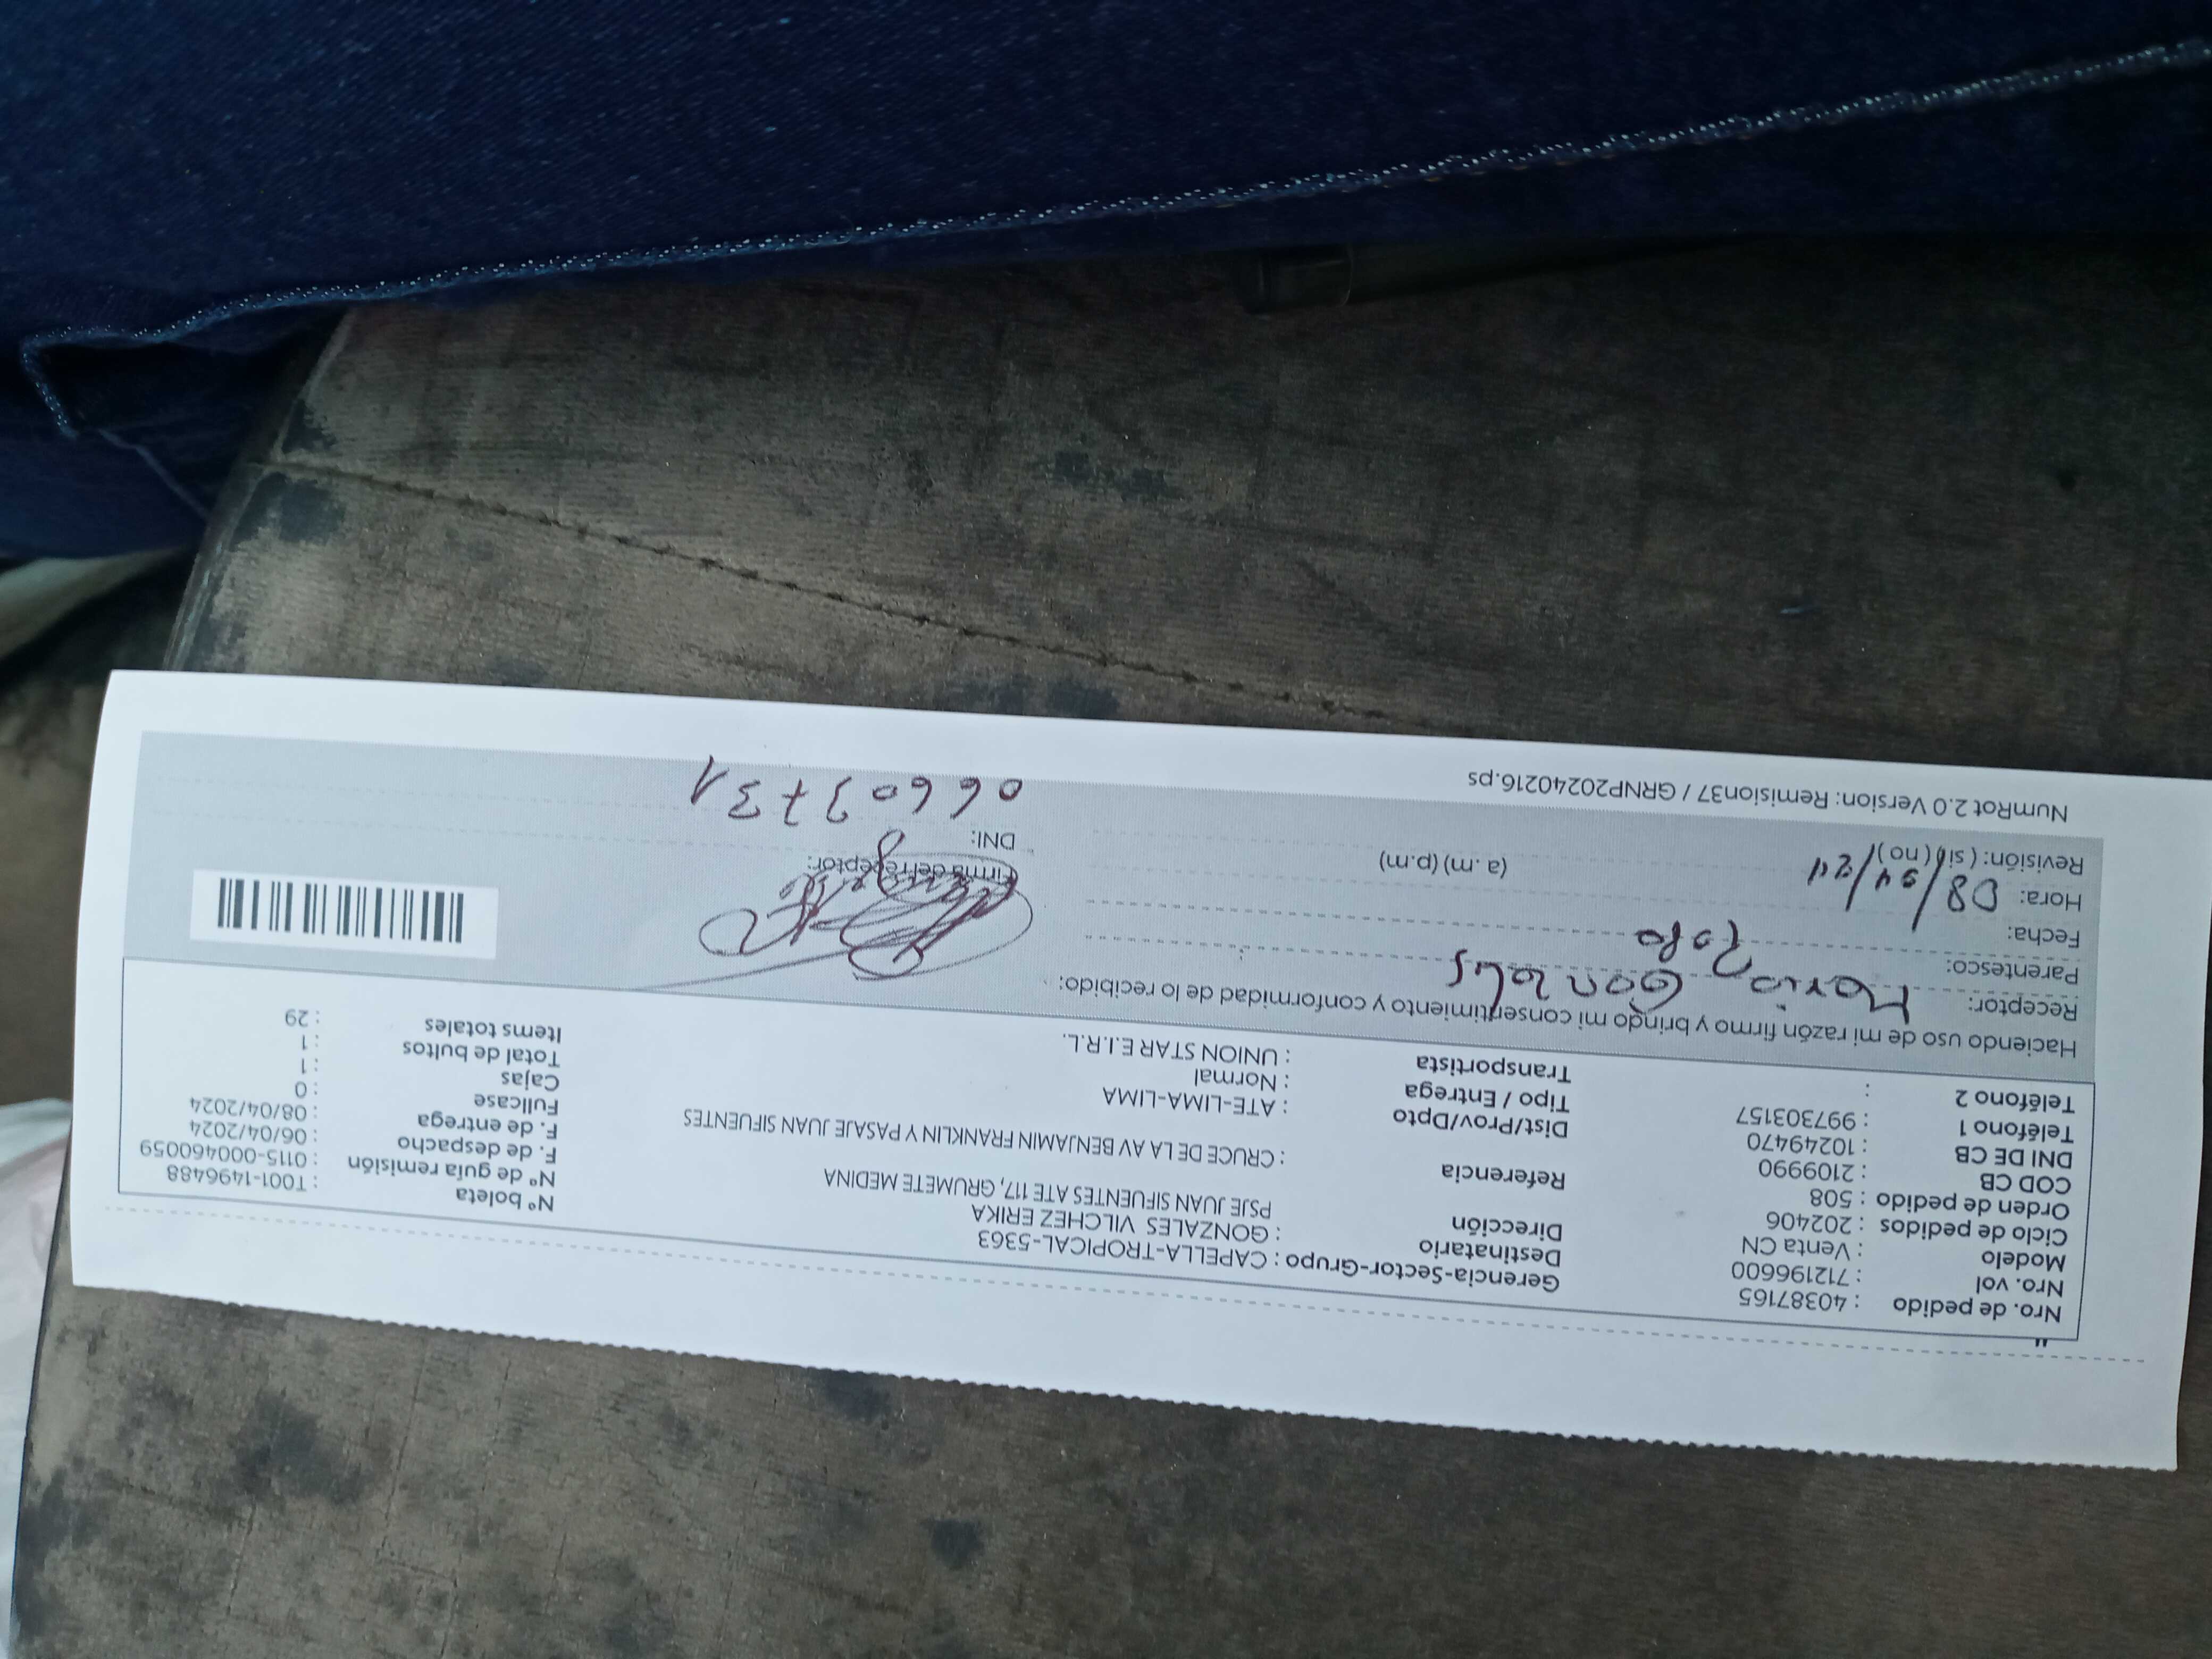 Nro. de pedido : 40387165
Nro. vol : 712196600
Modelo : Venta CN
Ciclo de pedidos : 202406
Orden de pedido : 508
COD CB : 2109990
DNI DE CB : 10249470
Teléfono 1 : 997303157
Teléfono 2 :
Gerencia-Sector-Grupo : CAPELLA-TROPICAL-5363
Destinatario : GONZALES VILCHEZ ERIKA
Dirección PSJE JUAN SIFUENTES ATE 117, GRUMETE MEDINA
Referencia : CRUCE DE LA AV BENJAMIN FRANKLIN Y PASAJE JUAN SIFUENTES
Dist/Prov/Dpto : ATE-LIMA-LIMA
Tipo / Entrega : Normal
Transportista : UNION STAR E.I.R.L.
Nº boleta : T001-1496488
Nº de guía remisión : 0115-000460059
F. de despacho : 06/04/2024
F. de entrega : 08/04/2024
Fullcase : 0
Cajas : 1
Total de bultos : 1
Items totales : 29
Haciendo uso de mi razón firmo y brindo mi consentimiento y conformidad de lo recibido:
Receptor:
Parentesco: Papa
Fecha:
Hora: 08/04/24 (a.m) (p.m)
Revisión: ( si ) ( no )
Firma del receptor:
DNI:
06603731
NumRot 2.0 Version: Remision37 / GRNP20240216.ps